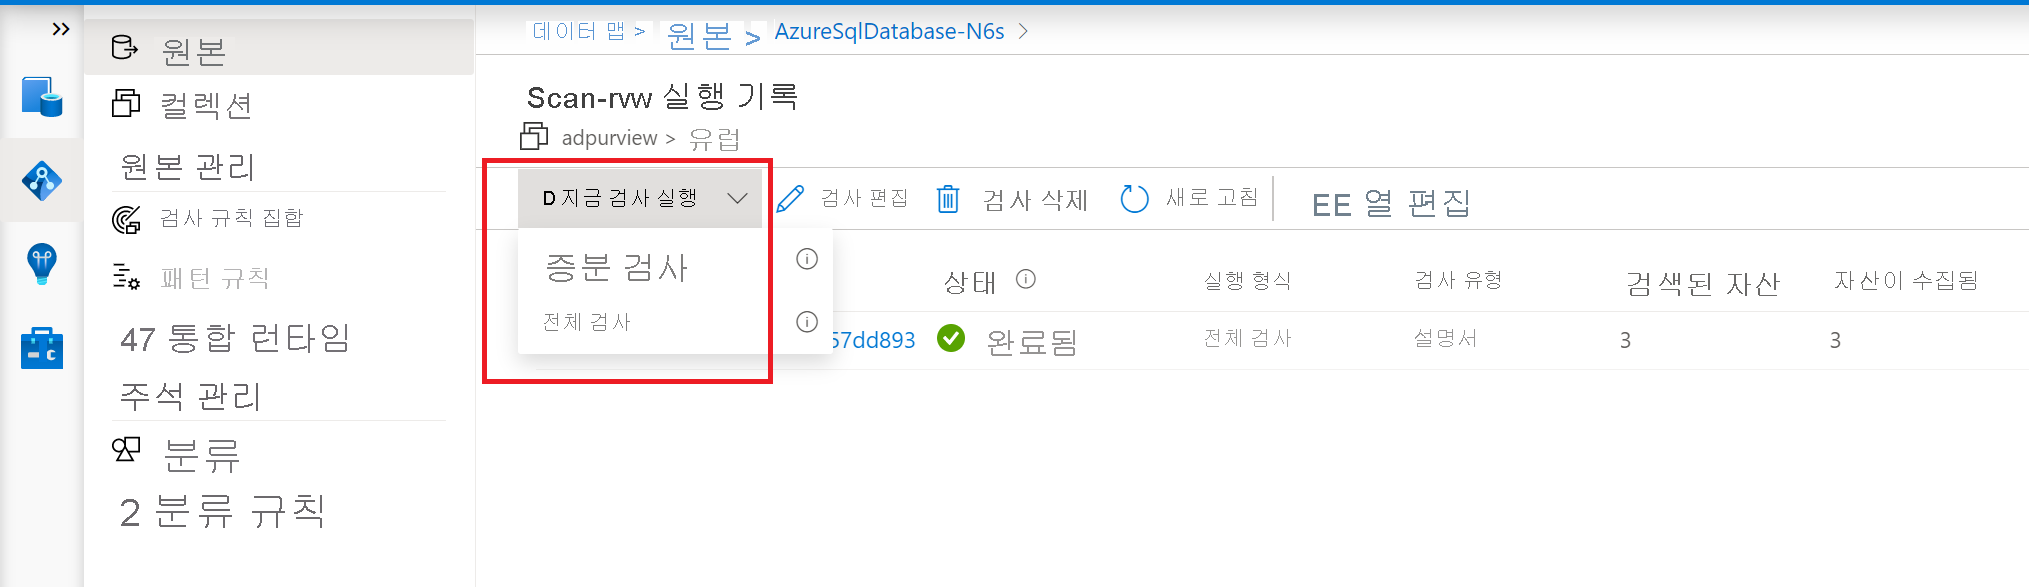 원본
컬렉션
원본 관리
검사 규칙 집합
패턴 규칙
47 통합 런타임
주석 관리
분류
2 분류 규칙
데이터 맵 > 원본 > AzureSqlDatabase-N6s >
Scan-rvw 실행 기록
adpurview > 유럽
D 지금 검사 실행 검사 편집 검사 삭제 새로 고침 EE 열 편집
증분 검사
전체 검사
상태 실행 형식 검사 유형 검색된 자산 자산이 수집됨
57dd893 완료됨 전체 검사 설명서 3 3